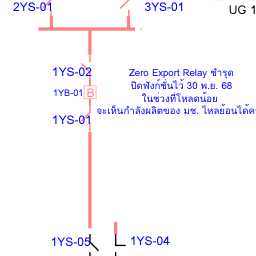 2YS-01 3YS-01 UG 1
1YS-02
Zero Export Relay ชำรุด
ปิดฟังก์ชั่นไว้ 30 พ.ย. 68
1YB-01 B
ในช่วงที่โหลดน้อย
จะเห็นกำลังผลิตของ มช. ไหลย้อนได้
1YS-01
1YS-05 1YS-04